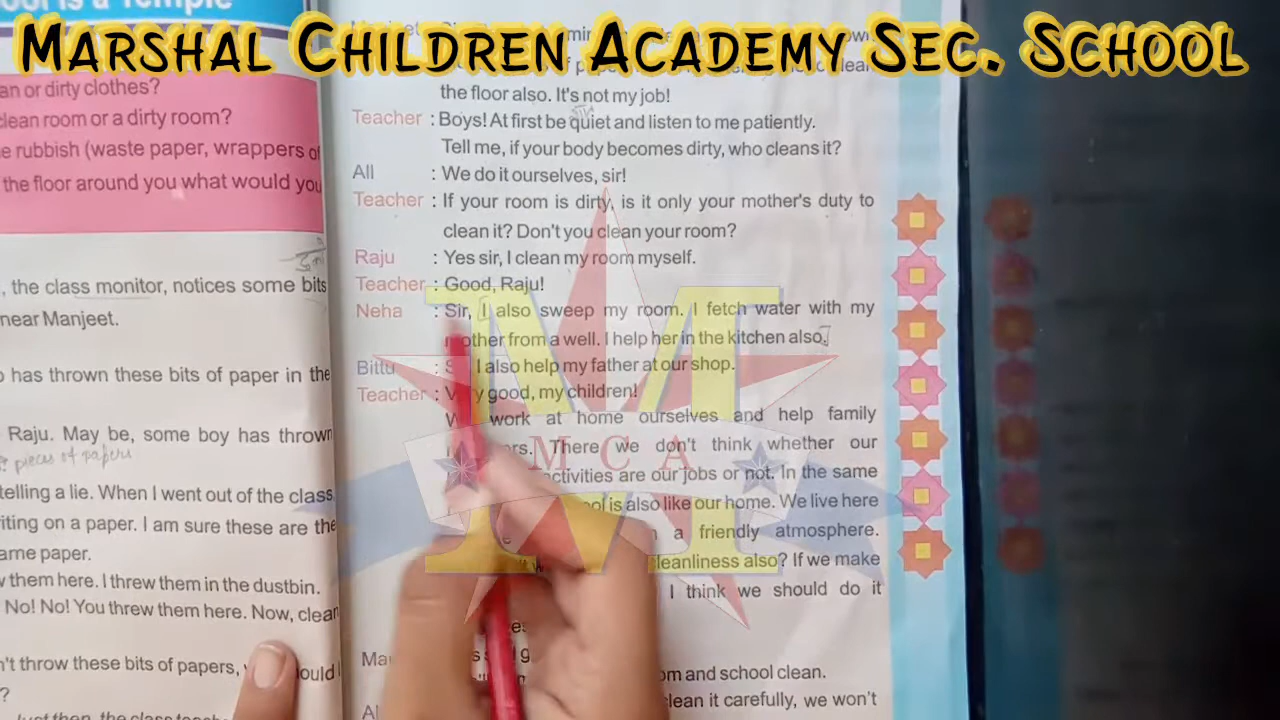 MARSHAL CHILDREN ACADEMY SEC. SCHOOL
is a Temple
an or dirty clothes?
clean room or a dirty room?
e rubbish (waste paper, wrappers of
the floor around you what would you
, the class monitor, notices some bits
near Manjeet.
has thrown these bits of paper in the
Raju. May be, some boy has thrown
pieces of papers
telling a lie. When I went out of the class,
iting on a paper. I am sure these are the
ame paper.
them here. I threw them in the dustbin.
No! No! You threw them here. Now, clean
't throw these bits of papers,
?
the floor also. It's not my job!
Teacher : Boys! At first be quiet and listen to me patiently.
Tell me, if your body becomes dirty, who cleans it?
All : We do it ourselves, sir!
Teacher : If your room is dirty, is it only your mother's duty to
clean it? Don't you clean your room?
Raju : Yes sir, I clean my room myself.
Teacher : Good, Raju!
Neha : Sir, I also sweep my room. I fetch water with my
mother from a well. I help her in the kitchen also.
Bittu : I also help my father at our shop.
Teacher : Very good, my children!
work at home ourselves and help family
There we don't think whether our
activities are our jobs or not. In the same
is also like our home. We live here
a friendly atmosphere.
cleanliness also? If we make
I think we should do it
om and school clean.
clean it carefully, we won't
Al
M C A